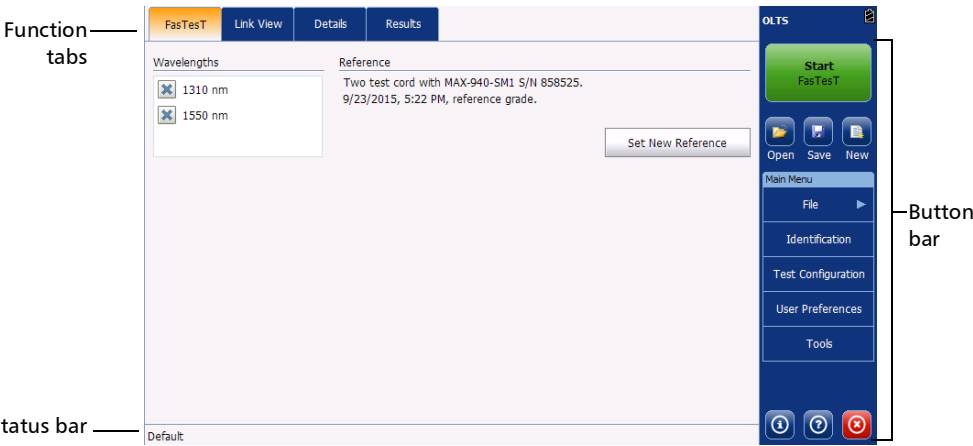 Function
tabs
FasTesT
Link View
Details
Results
OLTS
Wavelengths
1310 nm
1550 nm
Reference
Two test cord with MAX-940-SM1 S/N 858525.
9/23/2015, 5:22 PM, reference grade.
Set New Reference
Start
FasTesT
Open
Save
New
Main Menu
File
Identification
Test Configuration
User Preferences
Tools
Button
bar
tatus bar
Default